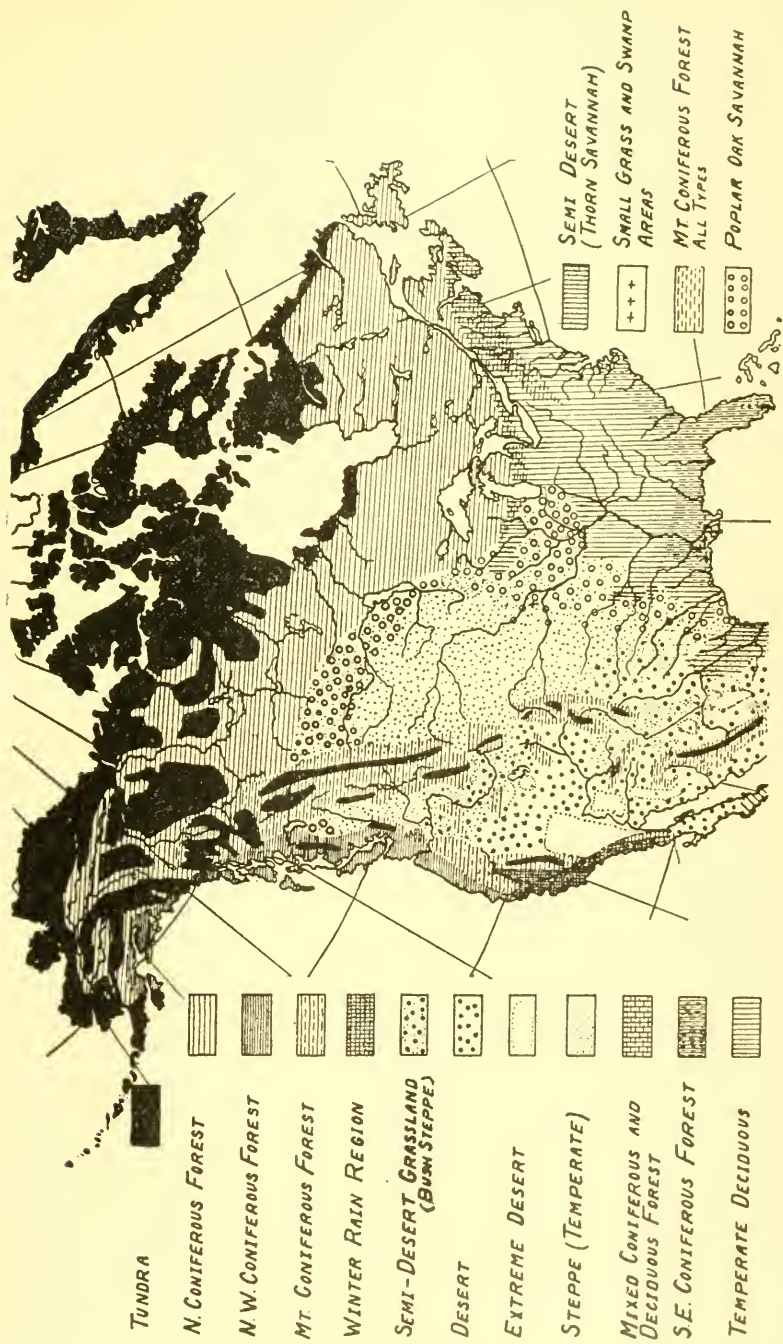 TUNDRA
N. CONIFEROUS FOREST
N.W. CONIFEROUS FOREST
MT. CONIFEROUS FOREST
WINTER RAIN REGION
SEMI-DESERT GRASSLAND
(BUSH STEPPE)
DESERT
EXTREME DESERT
STEPPE (TEMPERATE)
MIXED CONIFEROUS AND
DECIDUOUS FOREST
S.E. CONIFEROUS FOREST
TEMPERATE DECIDUOUS
SEMI DESERT
(THORN SAVANNAH)
SMALL GRASS AND SWAMP
AREAS
MT CONIFEROUS FOREST
ALL TYPES
POPLAR OAK SAVANNAH